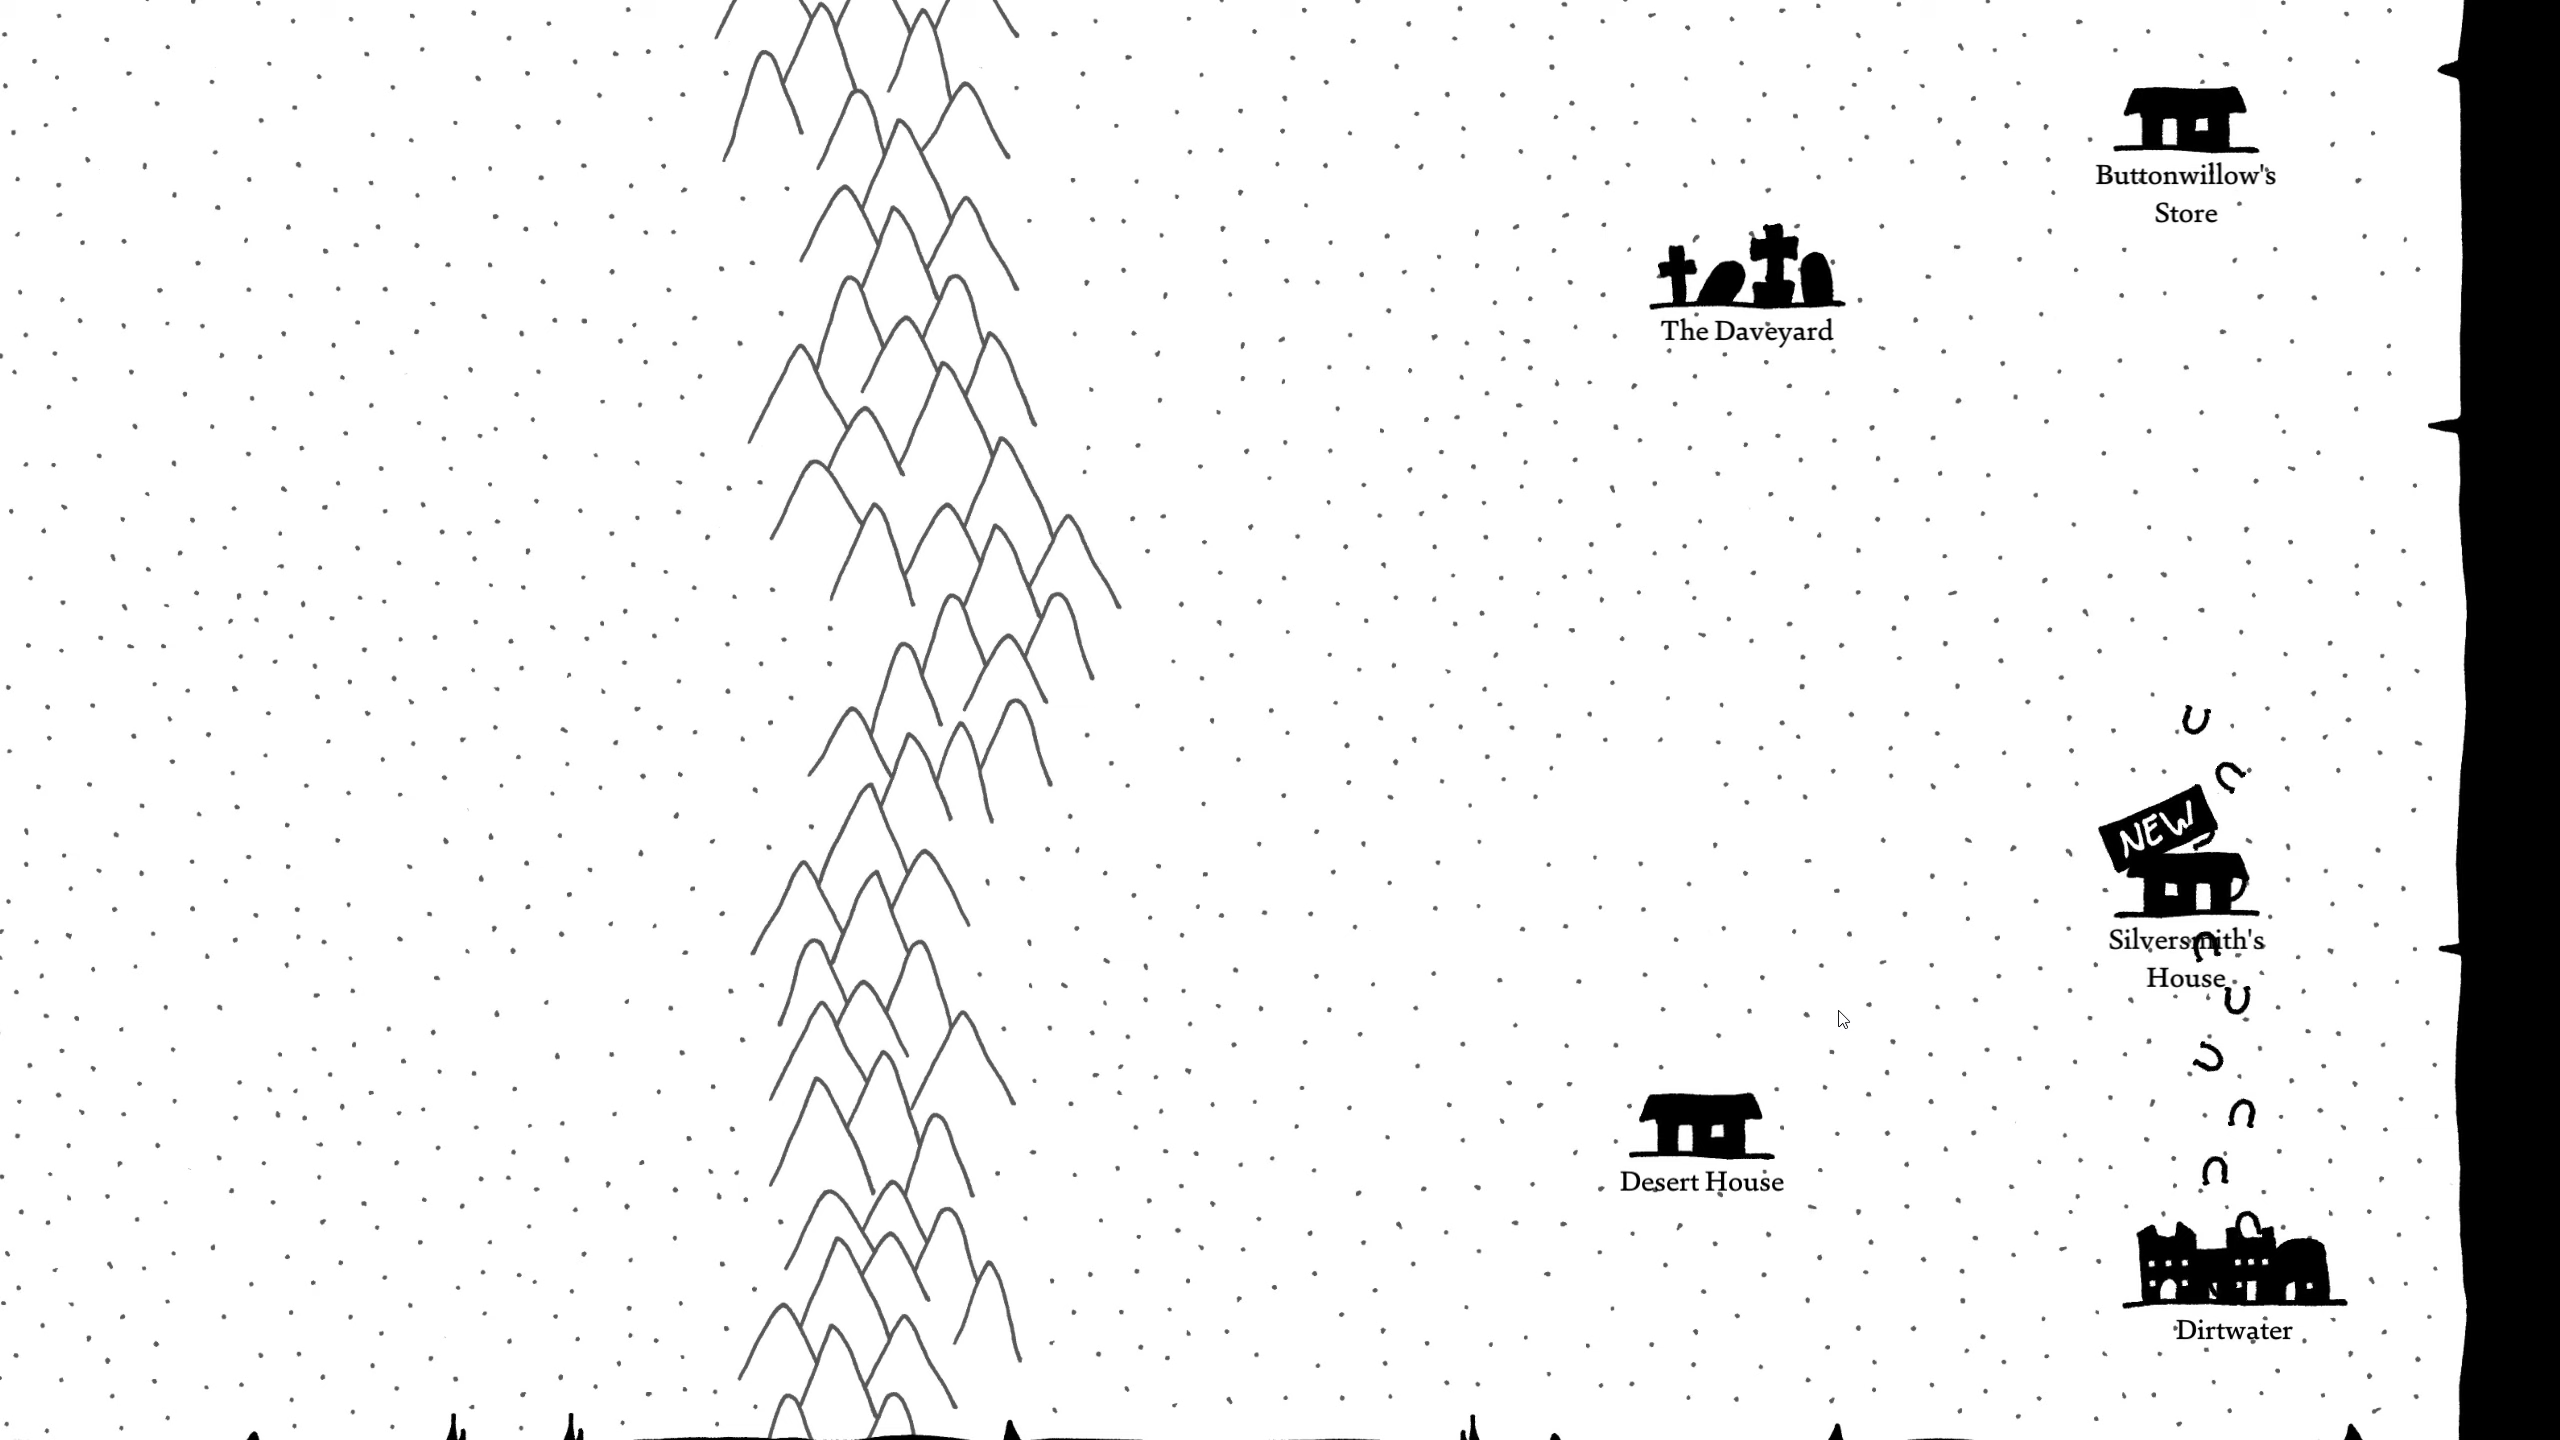 Buttonwillow's
Store
The Daveyard
NEW
Silversmith's
House
Desert House
Dirtwater